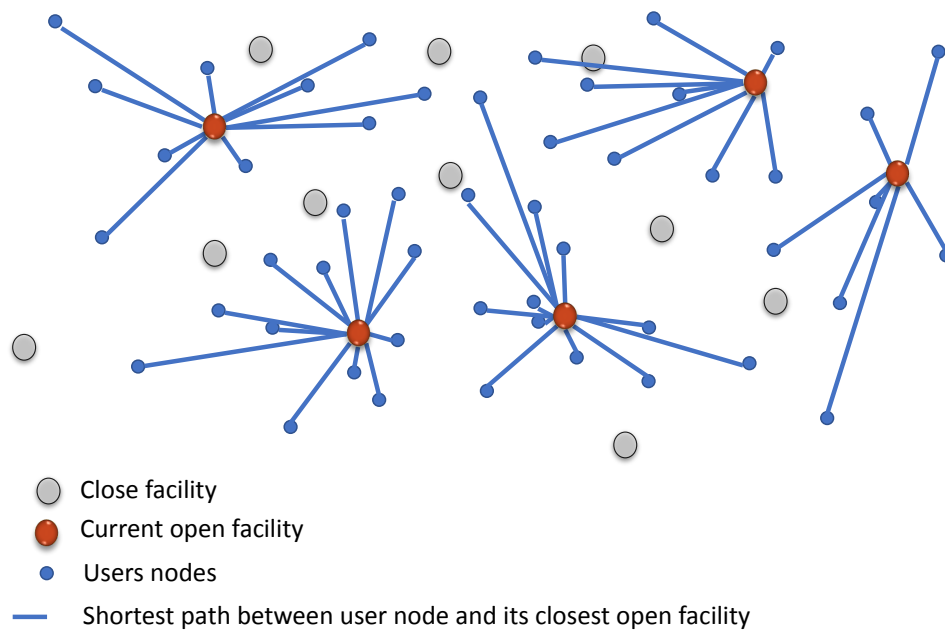 Close facility
Current open facility
Users nodes
Shortest path between user node and its closest open facility